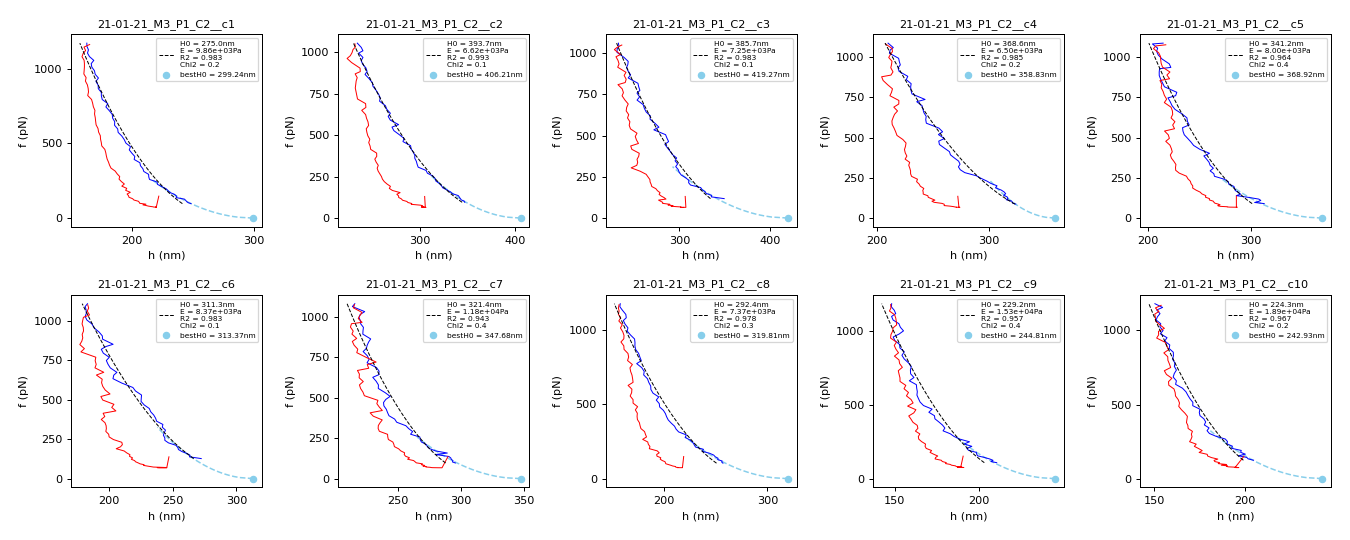 21-01-21_M3_P1_C2__c1
f (pN)
1000
500
0
200
300
h (nm)
H0 = 275.0nm
E = 9.86e+03Pa
R2 = 0.983
Chi2 = 0.2
bestH0 = 299.24nm
21-01-21_M3_P1_C2__c2
f (pN)
1000
750
500
250
0
300
400
h (nm)
H0 = 393.7nm
E = 6.62e+03Pa
R2 = 0.993
Chi2 = 0.1
bestH0 = 406.21nm
21-01-21_M3_P1_C2__c3
f (pN)
1000
750
500
250
0
300
400
h (nm)
H0 = 385.7nm
E = 7.25e+03Pa
R2 = 0.983
Chi2 = 0.1
bestH0 = 419.27nm
21-01-21_M3_P1_C2__c4
f (pN)
1000
750
500
250
0
200
300
h (nm)
H0 = 368.6nm
E = 6.50e+03Pa
R2 = 0.985
Chi2 = 0.2
bestH0 = 358.83nm
21-01-21_M3_P1_C2__c5
f (pN)
1000
750
500
250
0
200
300
h (nm)
H0 = 341.2nm
E = 8.00e+03Pa
R2 = 0.964
Chi2 = 0.4
bestH0 = 368.92nm
21-01-21_M3_P1_C2__c6
f (pN)
1000
750
500
250
0
200
250
300
h (nm)
H0 = 311.3nm
E = 8.37e+03Pa
R2 = 0.983
Chi2 = 0.1
bestH0 = 313.37nm
21-01-21_M3_P1_C2__c7
f (pN)
1000
750
500
250
0
250
300
350
h (nm)
H0 = 321.4nm
E = 1.18e+04Pa
R2 = 0.943
Chi2 = 0.4
bestH0 = 347.68nm
21-01-21_M3_P1_C2__c8
f (pN)
1000
500
0
200
300
h (nm)
H0 = 292.4nm
E = 7.37e+03Pa
R2 = 0.978
Chi2 = 0.3
bestH0 = 319.81nm
21-01-21_M3_P1_C2__c9
f (pN)
1000
500
0
150
200
h (nm)
H0 = 229.2nm
E = 1.53e+04Pa
R2 = 0.957
Chi2 = 0.4
bestH0 = 244.81nm
21-01-21_M3_P1_C2__c10
f (pN)
1000
500
0
150
200
h (nm)
H0 = 224.3nm
E = 1.89e+04Pa
R2 = 0.967
Chi2 = 0.2
bestH0 = 242.93nm